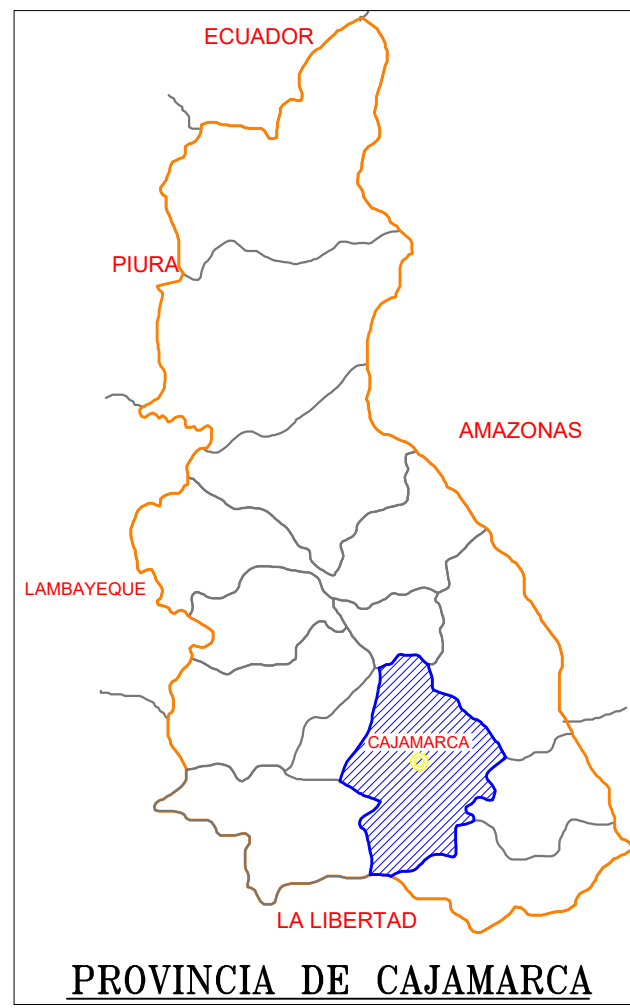 ECUADOR
PIURA
AMAZONAS
LAMBAYEQUE
CAJAMARCA
LA LIBERTAD
PROVINCIA DE CAJAMARCA